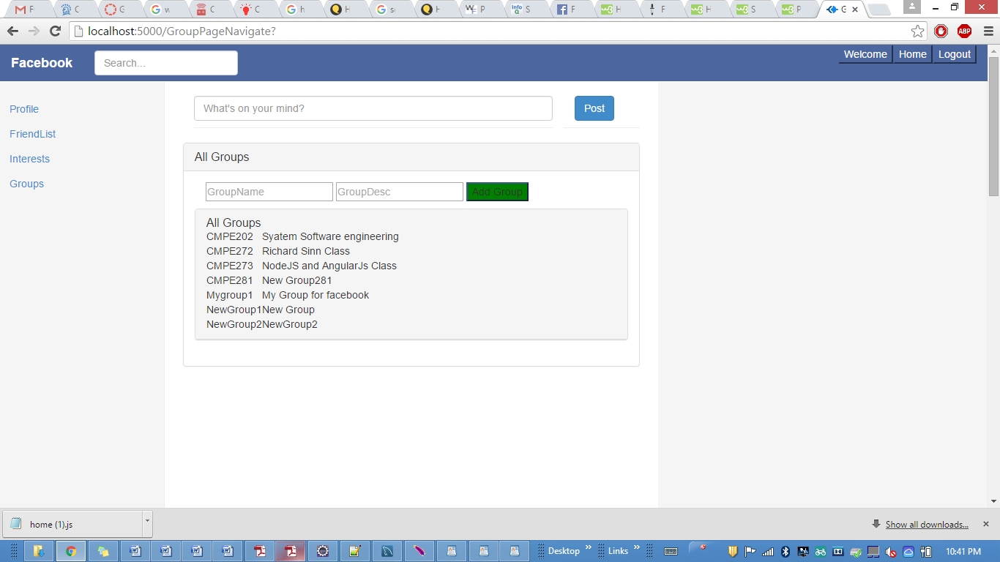 F C G w C C h H s H P S F H F H S P G
localhost:5000/GroupPageNavigate?
ABP
Facebook Search... Welcome Home Logout
What's on your mind? Post
Profile
FriendList
Interests
Groups
All Groups
GroupName GroupDesc Add Group
All Groups
CMPE202 Syatem Software engineering
CMPE272 Richard Sinn Class
CMPE273 NodeJS and AngularJs Class
CMPE281 New Group281
Mygroup1 My Group for facebook
NewGroup1New Group
NewGroup2NewGroup2
home (1).js Show all downloads...
Desktop » Links » 10:41 PM